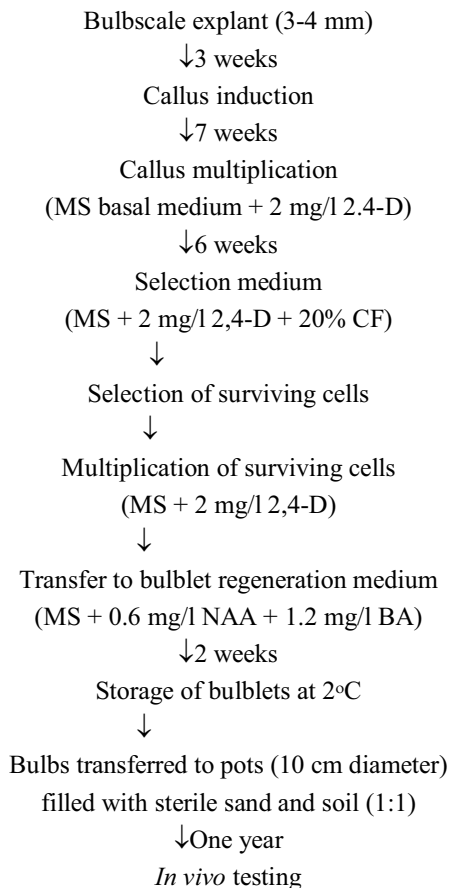 Bulbscale explant (3-4 mm)
↓3 weeks
Callus induction
↓7 weeks
Callus multiplication
(MS basal medium + 2 mg/l 2.4-D)
↓6 weeks
Selection medium
(MS + 2 mg/l 2,4-D + 20% CF)
↓
Selection of surviving cells
↓
Multiplication of surviving cells
(MS + 2 mg/l 2,4-D)
↓
Transfer to bulblet regeneration medium
(MS + 0.6 mg/l NAA + 1.2 mg/l BA)
↓2 weeks
Storage of bulblets at 2°C
↓
Bulbs transferred to pots (10 cm diameter)
filled with sterile sand and soil (1:1)
↓One year
In vivo testing